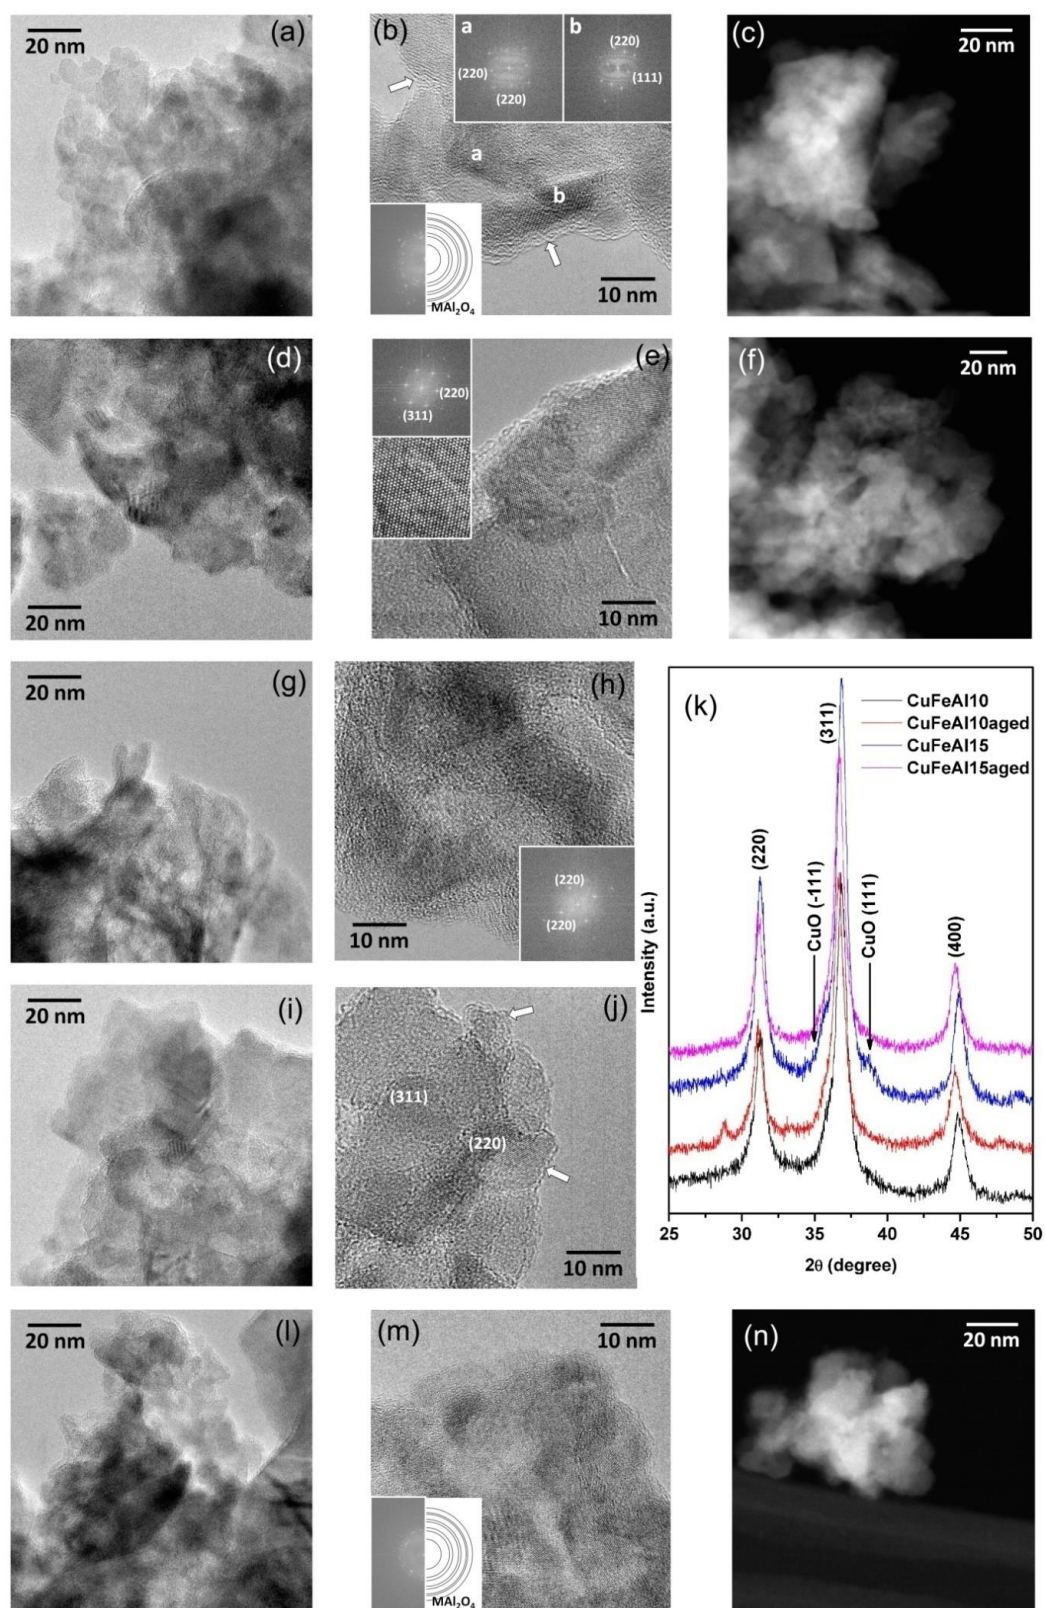 (a)
20 nm
(b)
a
b
(220)
(220)
(220)
(111)
a
b
MAl₂O₄
10 nm
(c)
20 nm
(d)
20 nm
(e)
(220)
(311)
10 nm
(f)
20 nm
(g)
20 nm
(h)
(220)
(220)
10 nm
(i)
20 nm
(j)
(311)
(220)
10 nm
(k)
CuFeAl10
CuFeAl10aged
CuFeAl15
CuFeAl15aged
(220)
(311)
CuO (-111)
CuO (111)
(400)
Intensity (a.u.)
25 30 35 40 45 50
2θ (degree)
(l)
20 nm
(m)
10 nm
MAl₂O₄
(n)
20 nm